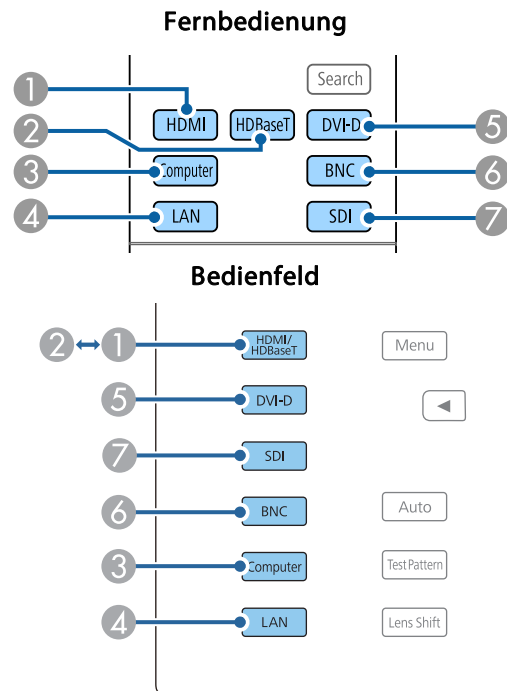 Fernbedienung
Search
1 HDMI HDBaseT DVI-D 5
2
3 Computer BNC 6
4 LAN SDI 7
Bedienfeld
2 ↔ 1 HDMI/
HDBaseT Menu
5 DVI-D ◄
7 SDI
6 BNC Auto
3 Computer Test Pattern
4 LAN Lens Shift